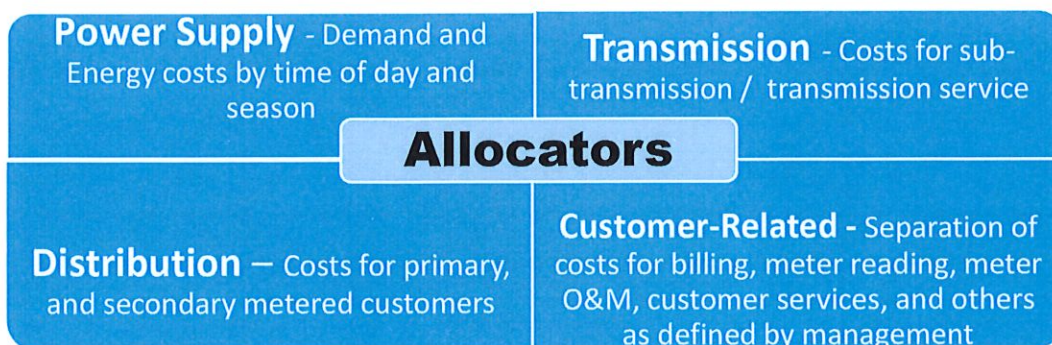 Power Supply - Demand and
Energy costs by time of day and
season
Transmission - Costs for sub-
transmission / transmission service
Allocators
Distribution – Costs for primary,
and secondary metered customers
Customer-Related - Separation of
costs for billing, meter reading, meter
O&M, customer services, and others
as defined by management